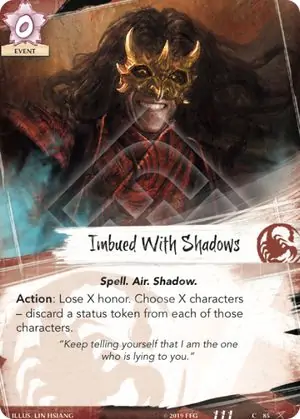 0
EVENT
Imbued With Shadows
Spell. Air. Shadow.
Action: Lose X honor. Choose X characters
– discard a status token from each of those
characters.
“Keep telling yourself that I am the one
who is lying to you.”
ILLUS. LIN HSIANG
©2019 FFG
111
C 85